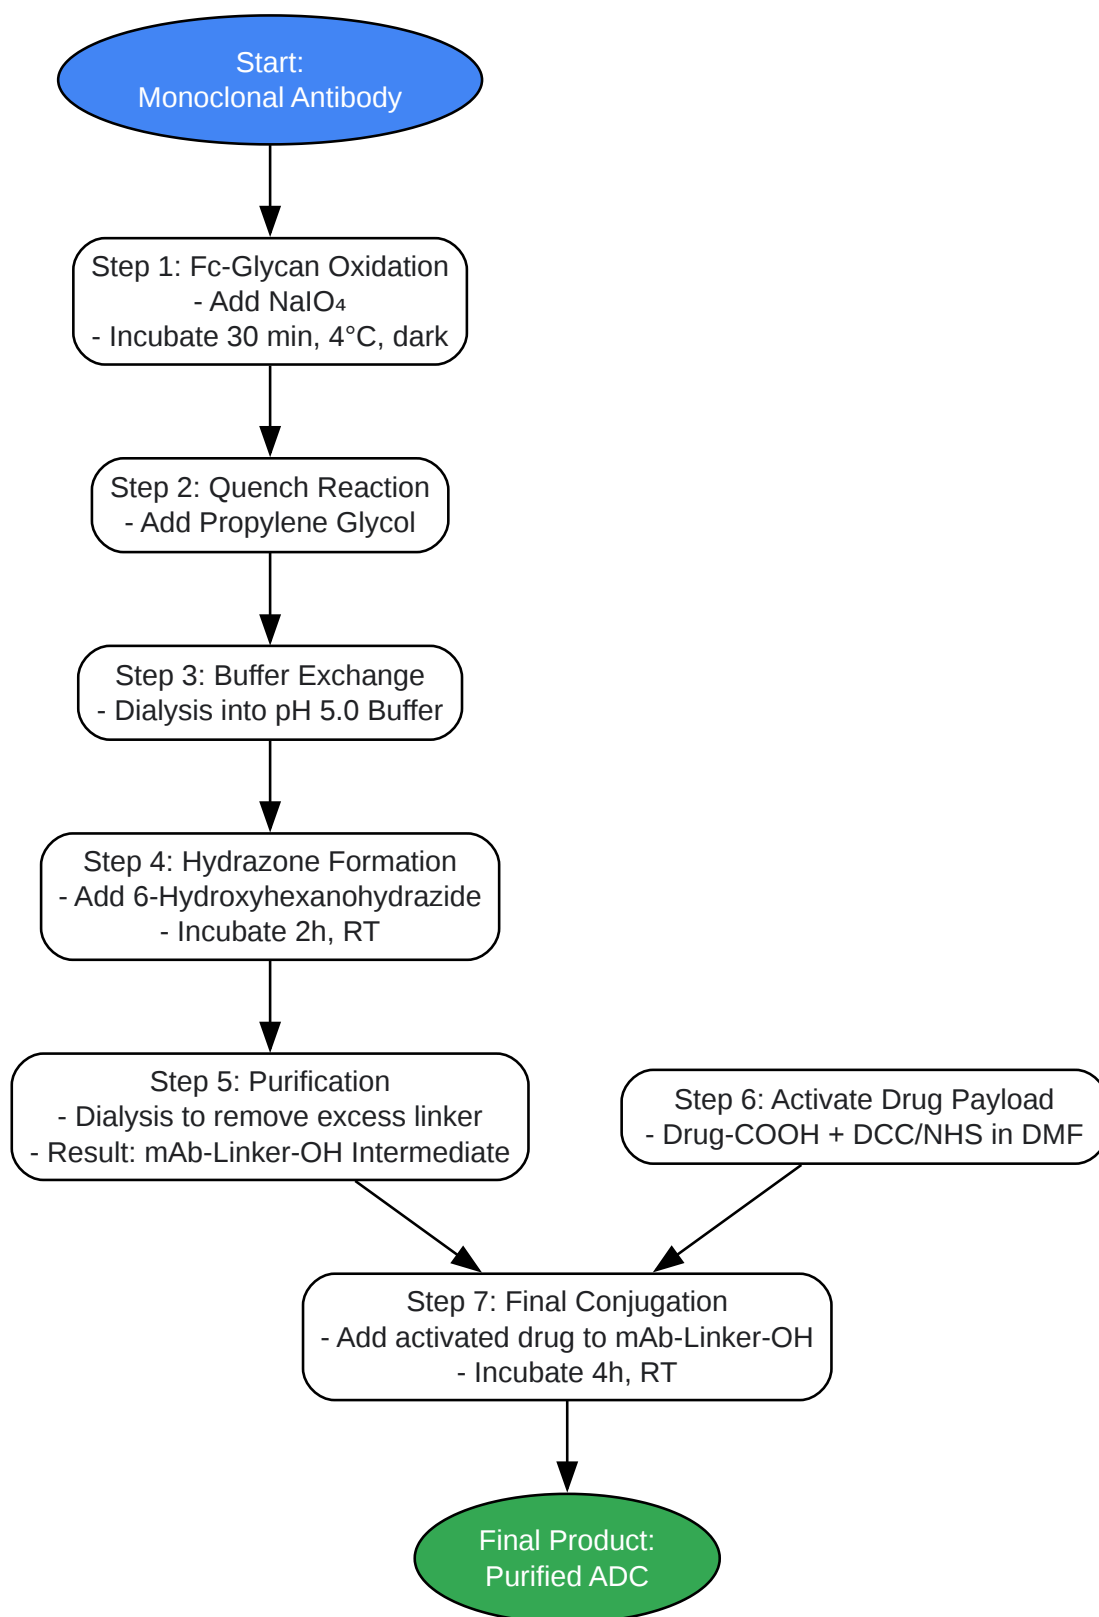 Start:
Monoclonal Antibody
Step 1: Fc-Glycan Oxidation
- Add NaIO₄
- Incubate 30 min, 4°C, dark
Step 2: Quench Reaction
- Add Propylene Glycol
Step 3: Buffer Exchange
- Dialysis into pH 5.0 Buffer
Step 4: Hydrazone Formation
- Add 6-Hydroxyhexanohydrazide
- Incubate 2h, RT
Step 5: Purification
- Dialysis to remove excess linker
- Result: mAb-Linker-OH Intermediate
Step 6: Activate Drug Payload
- Drug-COOH + DCC/NHS in DMF
Step 7: Final Conjugation
- Add activated drug to mAb-Linker-OH
- Incubate 4h, RT
Final Product:
Purified ADC